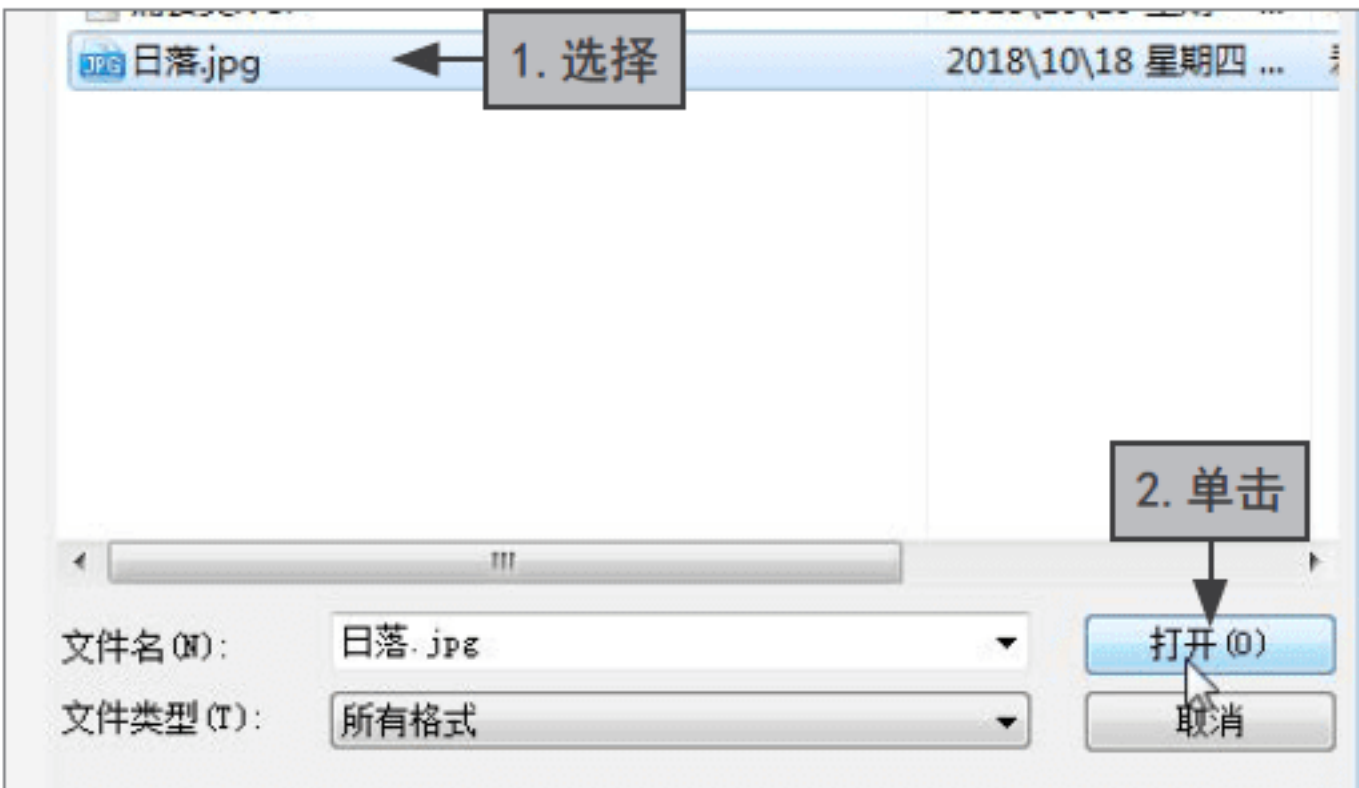 JPG 日落.jpg 1. 选择 2018\10\18 星期四 ...
2. 单击
文件名(N): 日落.jpg 打开(O)
文件类型(T): 所有格式 取消